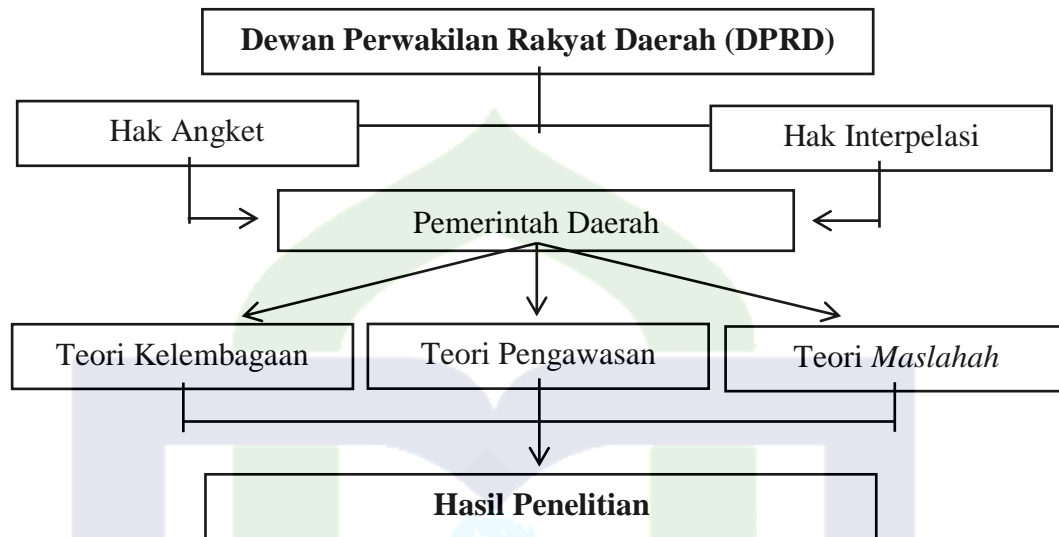 Dewan Perwakilan Rakyat Daerah (DPRD)
Hak Angket
Hak Interpelasi
Pemerintah Daerah
Teori Kelembagaan
Teori Pengawasan
Teori Maslahah
Hasil Penelitian